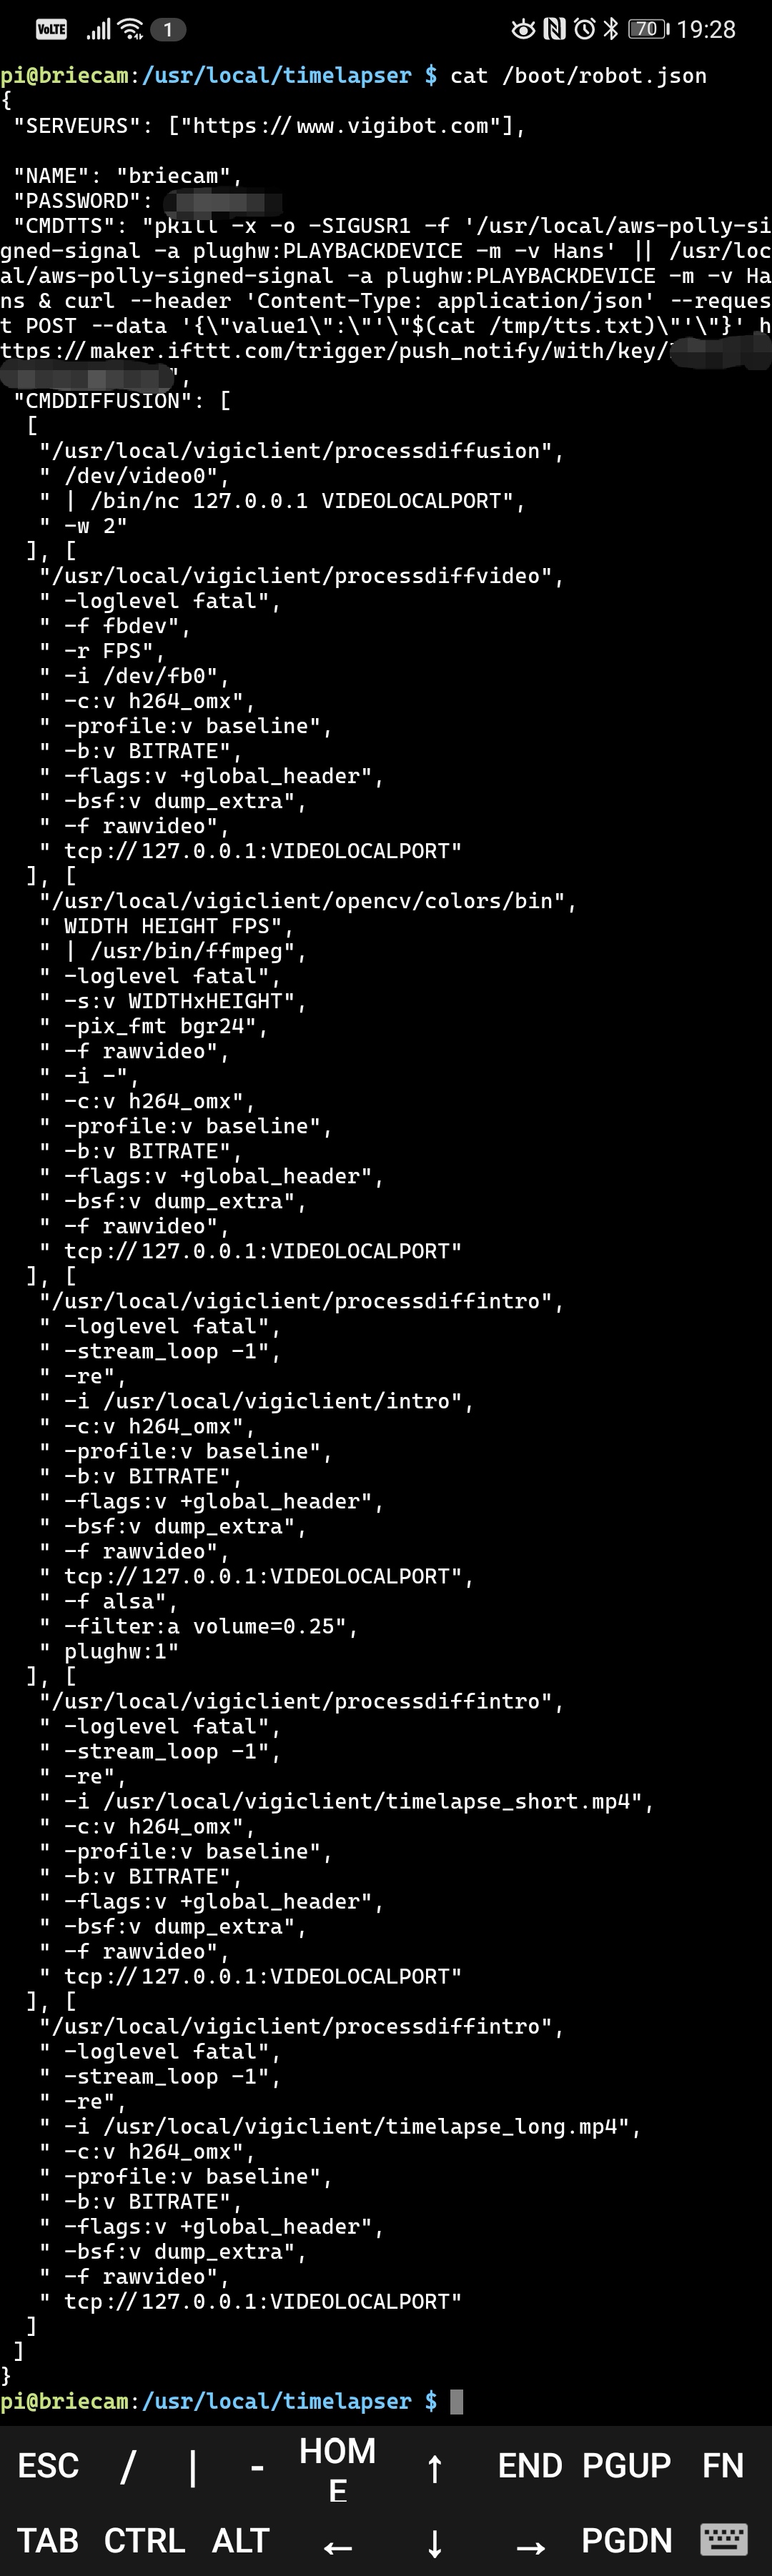 VoLTE 1 70 19:28
pi@briecam:/usr/local/timelapser $ cat /boot/robot.json
{
 "SERVEURS": ["https://www.vigibot.com"],
 "NAME": "briecam",
 "PASSWORD":
 "CMDTTS": "pkill -x -o -SIGUSR1 -f '/usr/local/aws-polly-si
gned-signal -a plughw:PLAYBACKDEVICE -m -v Hans' || /usr/loc
al/aws-polly-signed-signal -a plughw:PLAYBACKDEVICE -m -v Ha
ns & curl --header 'Content-Type: application/json' --reques
t POST --data '{\"value1\":\"'\"$(cat /tmp/tts.txt)\"'\"}' h
ttps://maker.ifttt.com/trigger/push_notify/with/key/
",
 "CMDDIFFUSION": [
  [
   "/usr/local/vigiclient/processdiffusion",
   " /dev/video0",
   " | /bin/nc 127.0.0.1 VIDEOLOCALPORT",
   " -w 2"
  ], [
   "/usr/local/vigiclient/processdiffvideo",
   " -loglevel fatal",
   " -f fbdev",
   " -r FPS",
   " -i /dev/fb0",
   " -c:v h264_omx",
   " -profile:v baseline",
   " -b:v BITRATE",
   " -flags:v +global_header",
   " -bsf:v dump_extra",
   " -f rawvideo",
   " tcp://127.0.0.1:VIDEOLOCALPORT"
  ], [
   "/usr/local/vigiclient/opencv/colors/bin",
   " WIDTH HEIGHT FPS",
   " | /usr/bin/ffmpeg",
   " -loglevel fatal",
   " -s:v WIDTHxHEIGHT",
   " -pix_fmt bgr24",
   " -f rawvideo",
   " -i -",
   " -c:v h264_omx",
   " -profile:v baseline",
   " -b:v BITRATE",
   " -flags:v +global_header",
   " -bsf:v dump_extra",
   " -f rawvideo",
   " tcp://127.0.0.1:VIDEOLOCALPORT"
  ], [
   "/usr/local/vigiclient/processdiffintro",
   " -loglevel fatal",
   " -stream_loop -1",
   " -re",
   " -i /usr/local/vigiclient/intro",
   " -c:v h264_omx",
   " -profile:v baseline",
   " -b:v BITRATE",
   " -flags:v +global_header",
   " -bsf:v dump_extra",
   " -f rawvideo",
   " tcp://127.0.0.1:VIDEOLOCALPORT",
   " -f alsa",
   " -filter:a volume=0.25",
   " plughw:1"
  ], [
   "/usr/local/vigiclient/processdiffintro",
   " -loglevel fatal",
   " -stream_loop -1",
   " -re",
   " -i /usr/local/vigiclient/timelapse_short.mp4",
   " -c:v h264_omx",
   " -profile:v baseline",
   " -b:v BITRATE",
   " -flags:v +global_header",
   " -bsf:v dump_extra",
   " -f rawvideo",
   " tcp://127.0.0.1:VIDEOLOCALPORT"
  ], [
   "/usr/local/vigiclient/processdiffintro",
   " -loglevel fatal",
   " -stream_loop -1",
   " -re",
   " -i /usr/local/vigiclient/timelapse_long.mp4",
   " -c:v h264_omx",
   " -profile:v baseline",
   " -b:v BITRATE",
   " -flags:v +global_header",
   " -bsf:v dump_extra",
   " -f rawvideo",
   " tcp://127.0.0.1:VIDEOLOCALPORT"
  ]
 ]
}
pi@briecam:/usr/local/timelapser $
ESC / | - HOME ↑ END PGUP FN
TAB CTRL ALT ← ↓ → PGDN